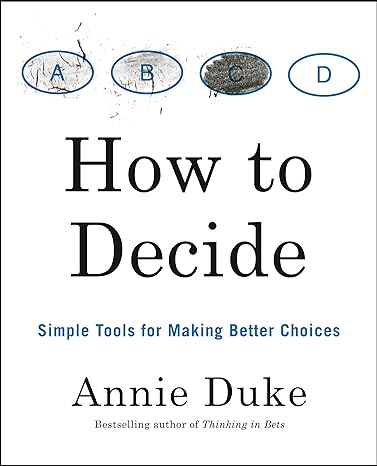 A B C D
How to
Decide
Simple Tools for Making Better Choices
Annie Duke
Bestselling author of Thinking in Bets